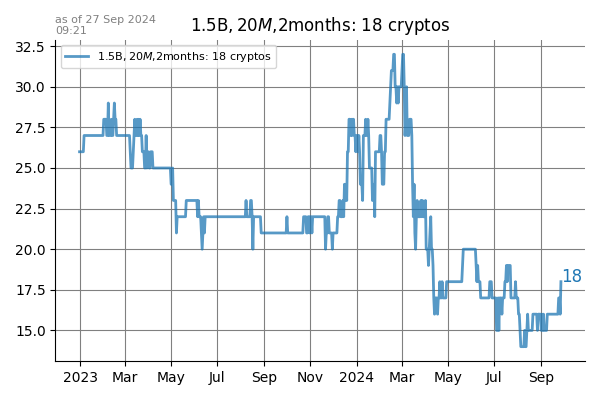 as of 27 Sep 2024
09:21
1.5B, 20M,2months: 18 cryptos
1.5B, 20M,2months: 18 cryptos
32.5
30.0
27.5
25.0
22.5
20.0
17.5
15.0
18
2023 Mar May Jul Sep Nov 2024 Mar May Jul Sep